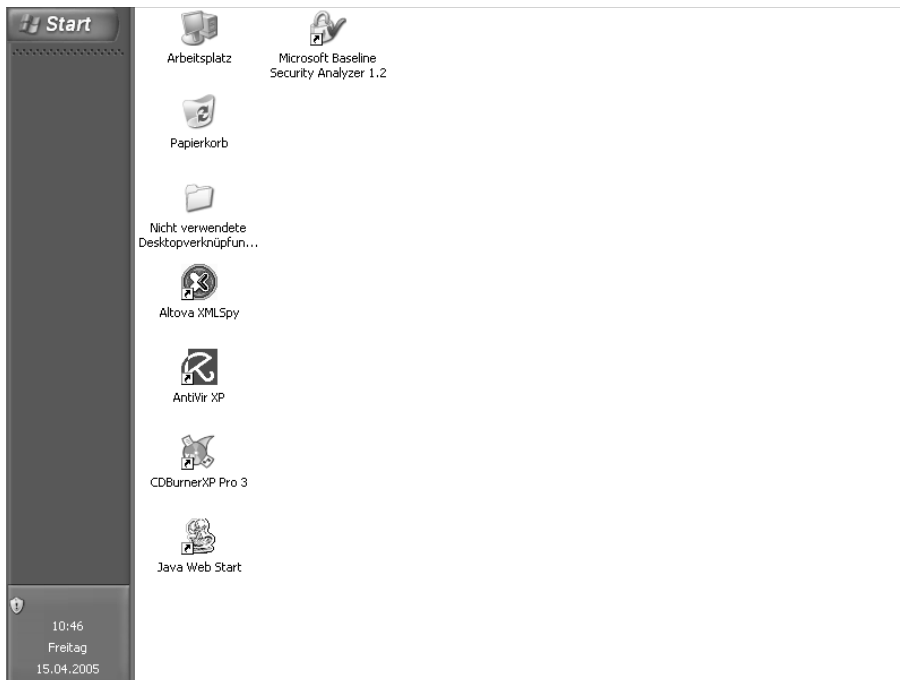 Start
Arbeitsplatz
Microsoft Baseline
Security Analyzer 1.2
Papierkorb
Nicht verwendete
Desktopverknüpfun...
Altova XMLSpy
AntiVir XP
CDBurnerXP Pro 3
Java Web Start
10:46
Freitag
15.04.2005